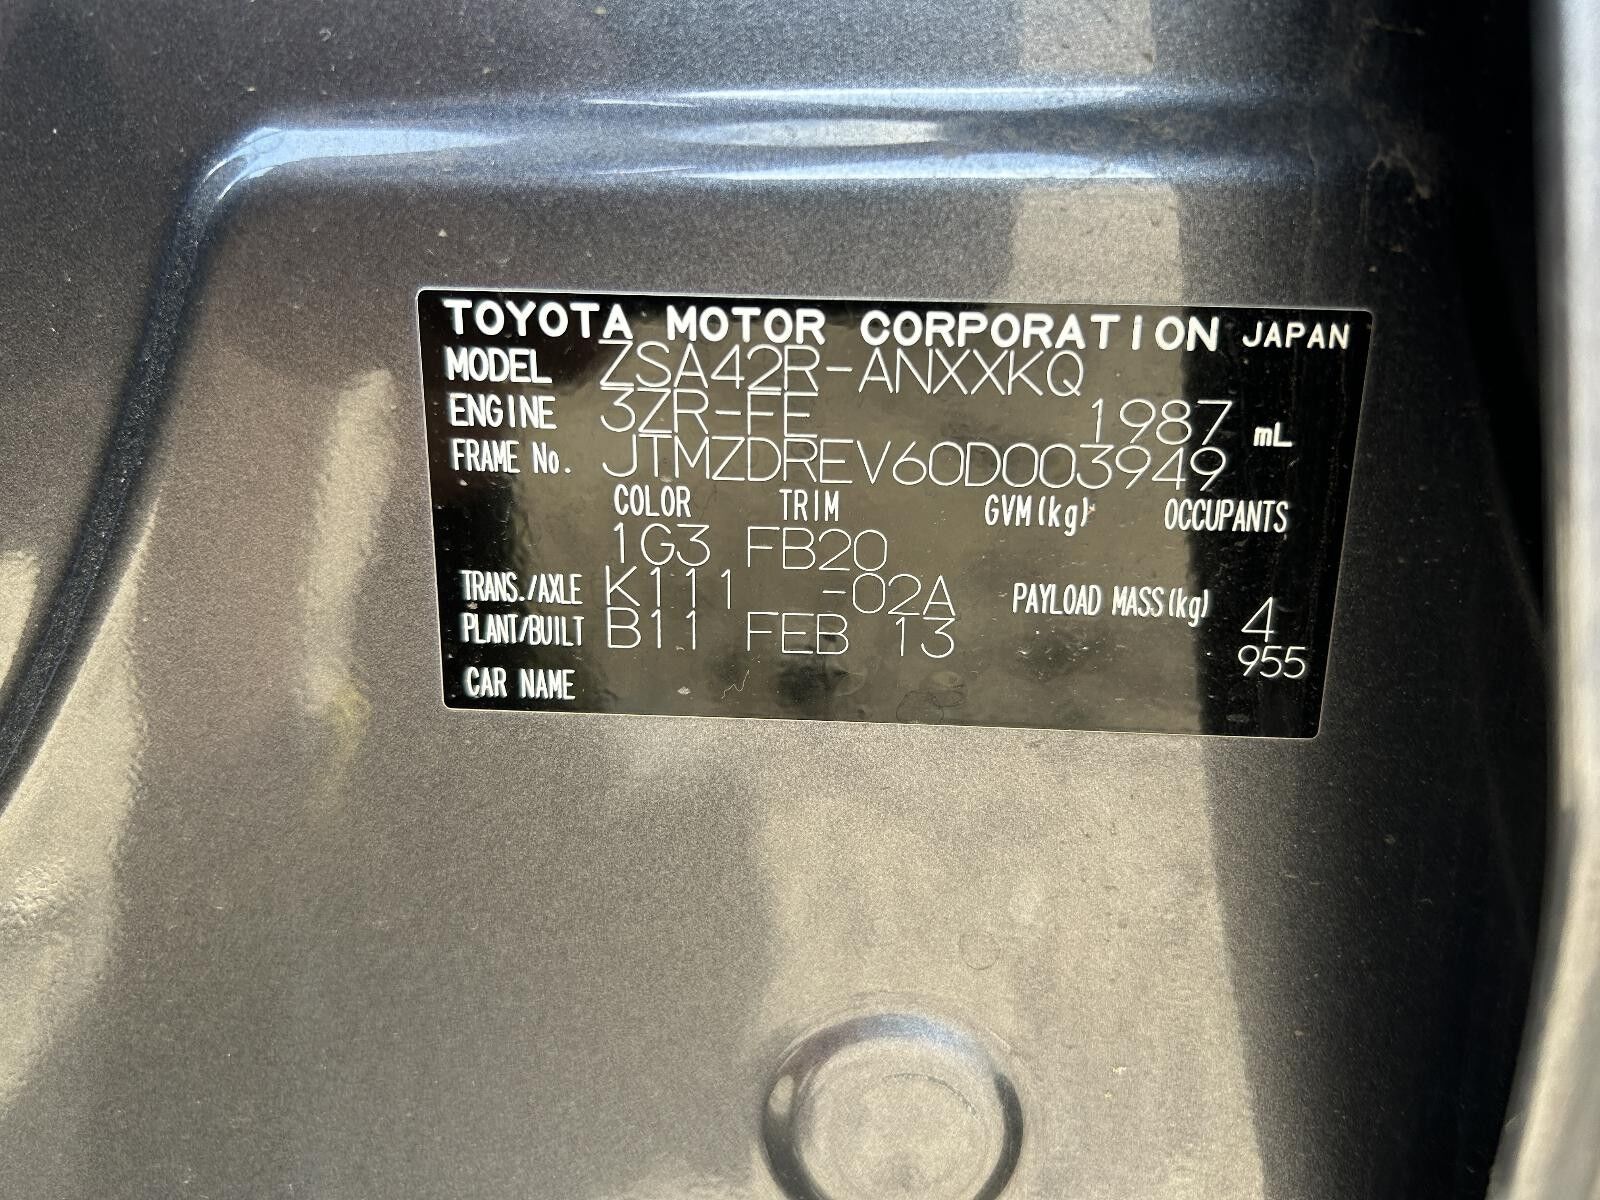 TOYOTA MOTOR CORPORATION JAPAN
MODEL ZSA42R-ANXXKQ
ENGINE 3ZR-FE 1987 mL
FRAME No. JTMZDREV60D003949
COLOR TRIM GVM(kg) OCCUPANTS
1G3 FB20
TRANS./AXLE K111 -02A PAYLOAD MASS(kg) 4
PLANT/BUILT B11 FEB 13 955
CAR NAME